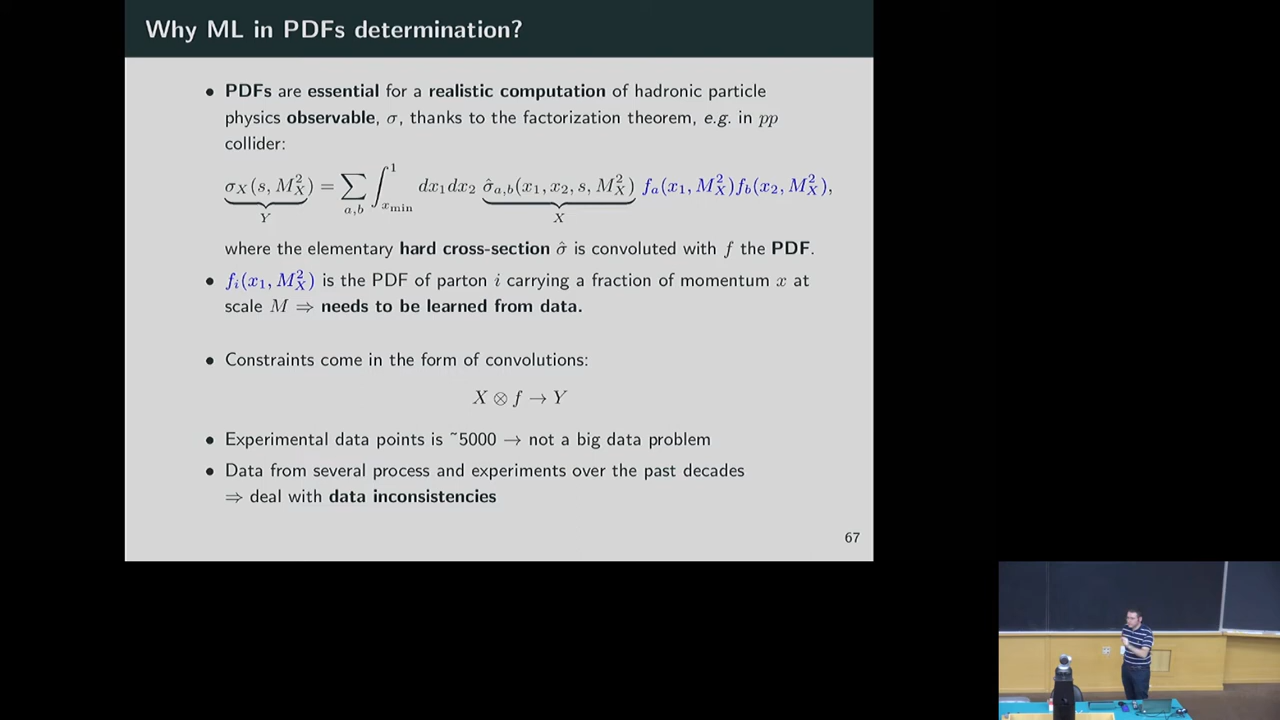 Why ML in PDFs determination?
• PDFs are essential for a realistic computation of hadronic particle
physics observable, σ, thanks to the factorization theorem, e.g. in pp
collider:
σ_X(s, M_X^2) = ∑_{a,b} ∫_{x_min}^1 dx_1dx_2 σ̂_{a,b}(x_1, x_2, s, M_X^2) f_a(x_1, M_X^2)f_b(x_2, M_X^2),
Y X
where the elementary hard cross-section σ̂ is convoluted with f the PDF.
• f_i(x_1, M_X^2) is the PDF of parton i carrying a fraction of momentum x at
scale M ⇒ needs to be learned from data.
• Constraints come in the form of convolutions:
X ⊗ f → Y
• Experimental data points is ˜5000 → not a big data problem
• Data from several process and experiments over the past decades
⇒ deal with data inconsistencies
67